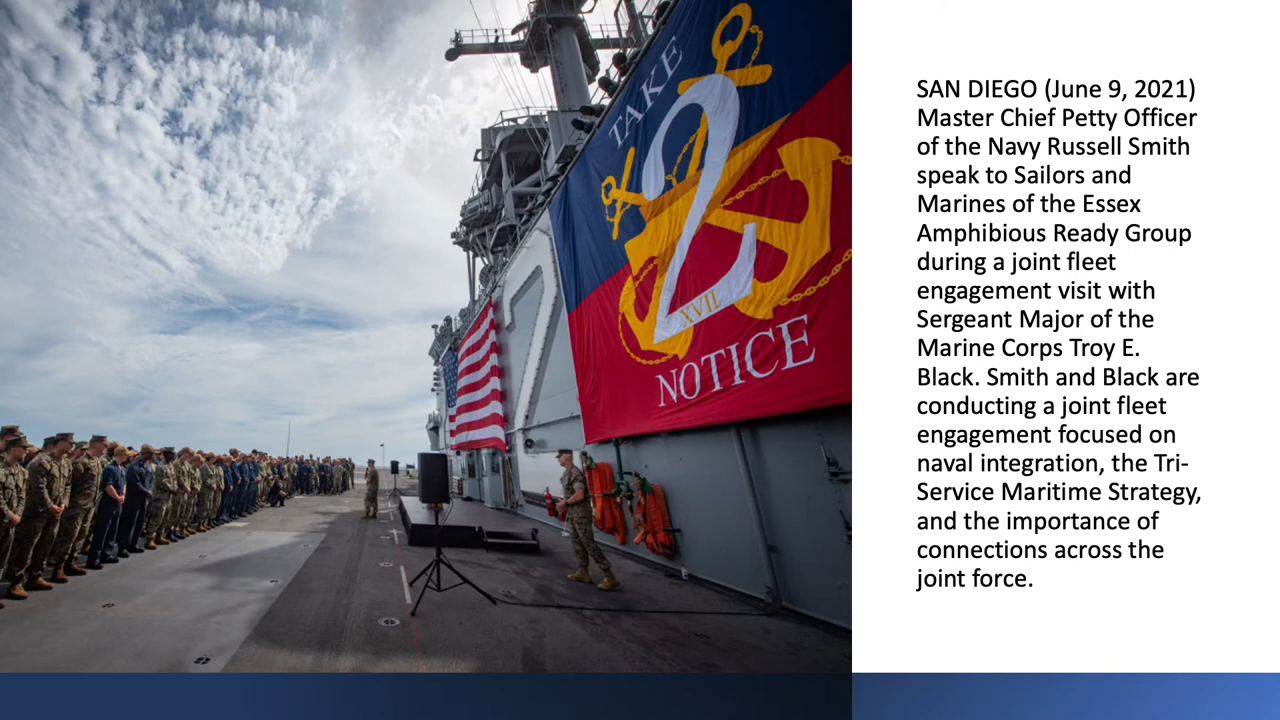 TAKE
2
XVII
NOTICE
SAN DIEGO (June 9, 2021)
Master Chief Petty Officer
of the Navy Russell Smith
speak to Sailors and
Marines of the Essex
Amphibious Ready Group
during a joint fleet
engagement visit with
Sergeant Major of the
Marine Corps Troy E.
Black. Smith and Black are
conducting a joint fleet
engagement focused on
naval integration, the Tri-
Service Maritime Strategy,
and the importance of
connections across the
joint force.